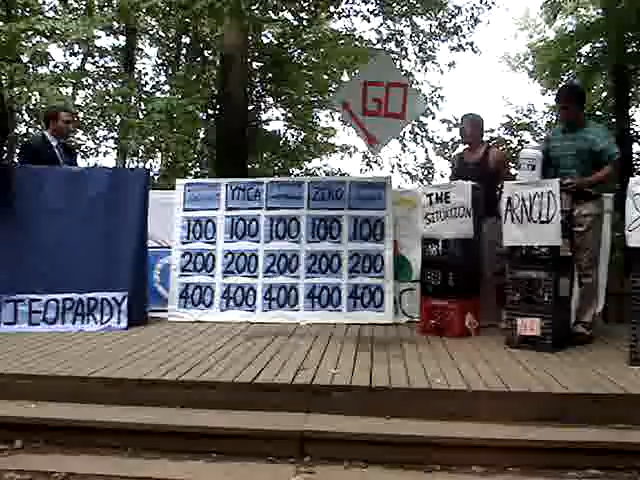 GO
YMCA ZERO
100 100 100 100 100
200 200 200 200 200
400 400 400 400 400
JEOPARDY
THE
SITUATION
ARNOLD
S